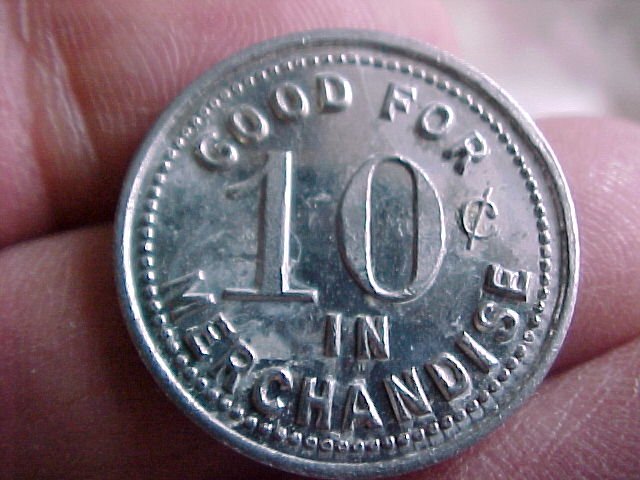 GOOD FOR
10¢
IN
MERCHANDISE